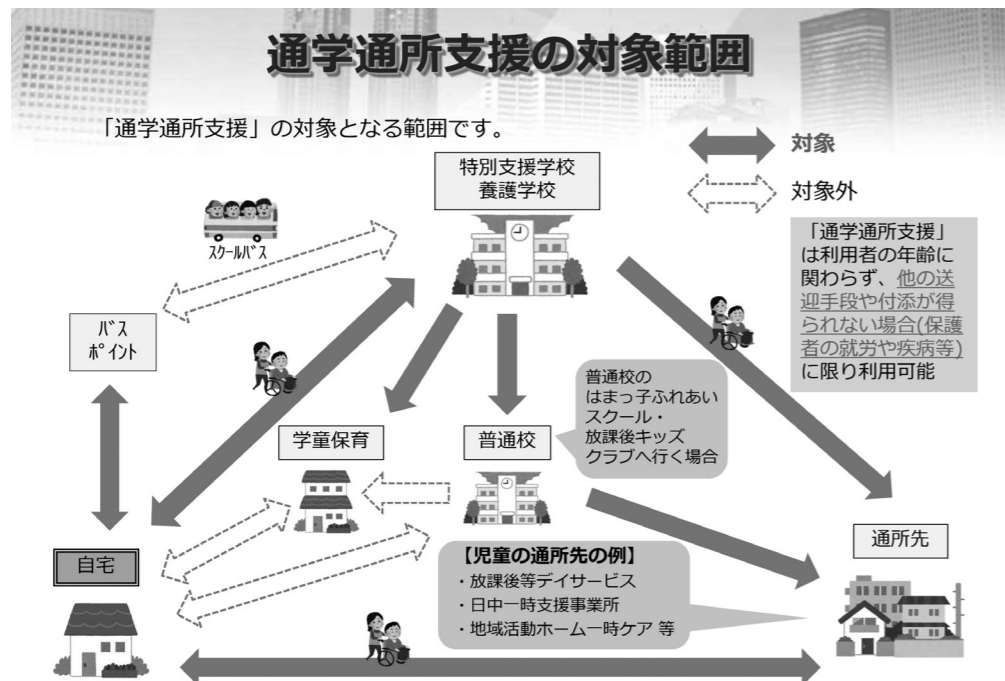 通学通所支援の対象範囲
「通学通所支援」の対象となる範囲です。
対象
対象外
特別支援学校
養護学校
スクールバス
「通学通所支援」
は利用者の年齢に
関わらず、他の送
迎手段や付添が得
られない場合(保護
者の就労や疾病等)
に限り利用可能
バス
ポイント
普通校の
はまっ子ふれあい
スクール・
放課後キッズ
クラブへ行く場合
学童保育
普通校
通所先
自宅
【児童の通所先の例】
・放課後等デイサービス
・日中一時支援事業所
・地域活動ホーム一時ケア 等